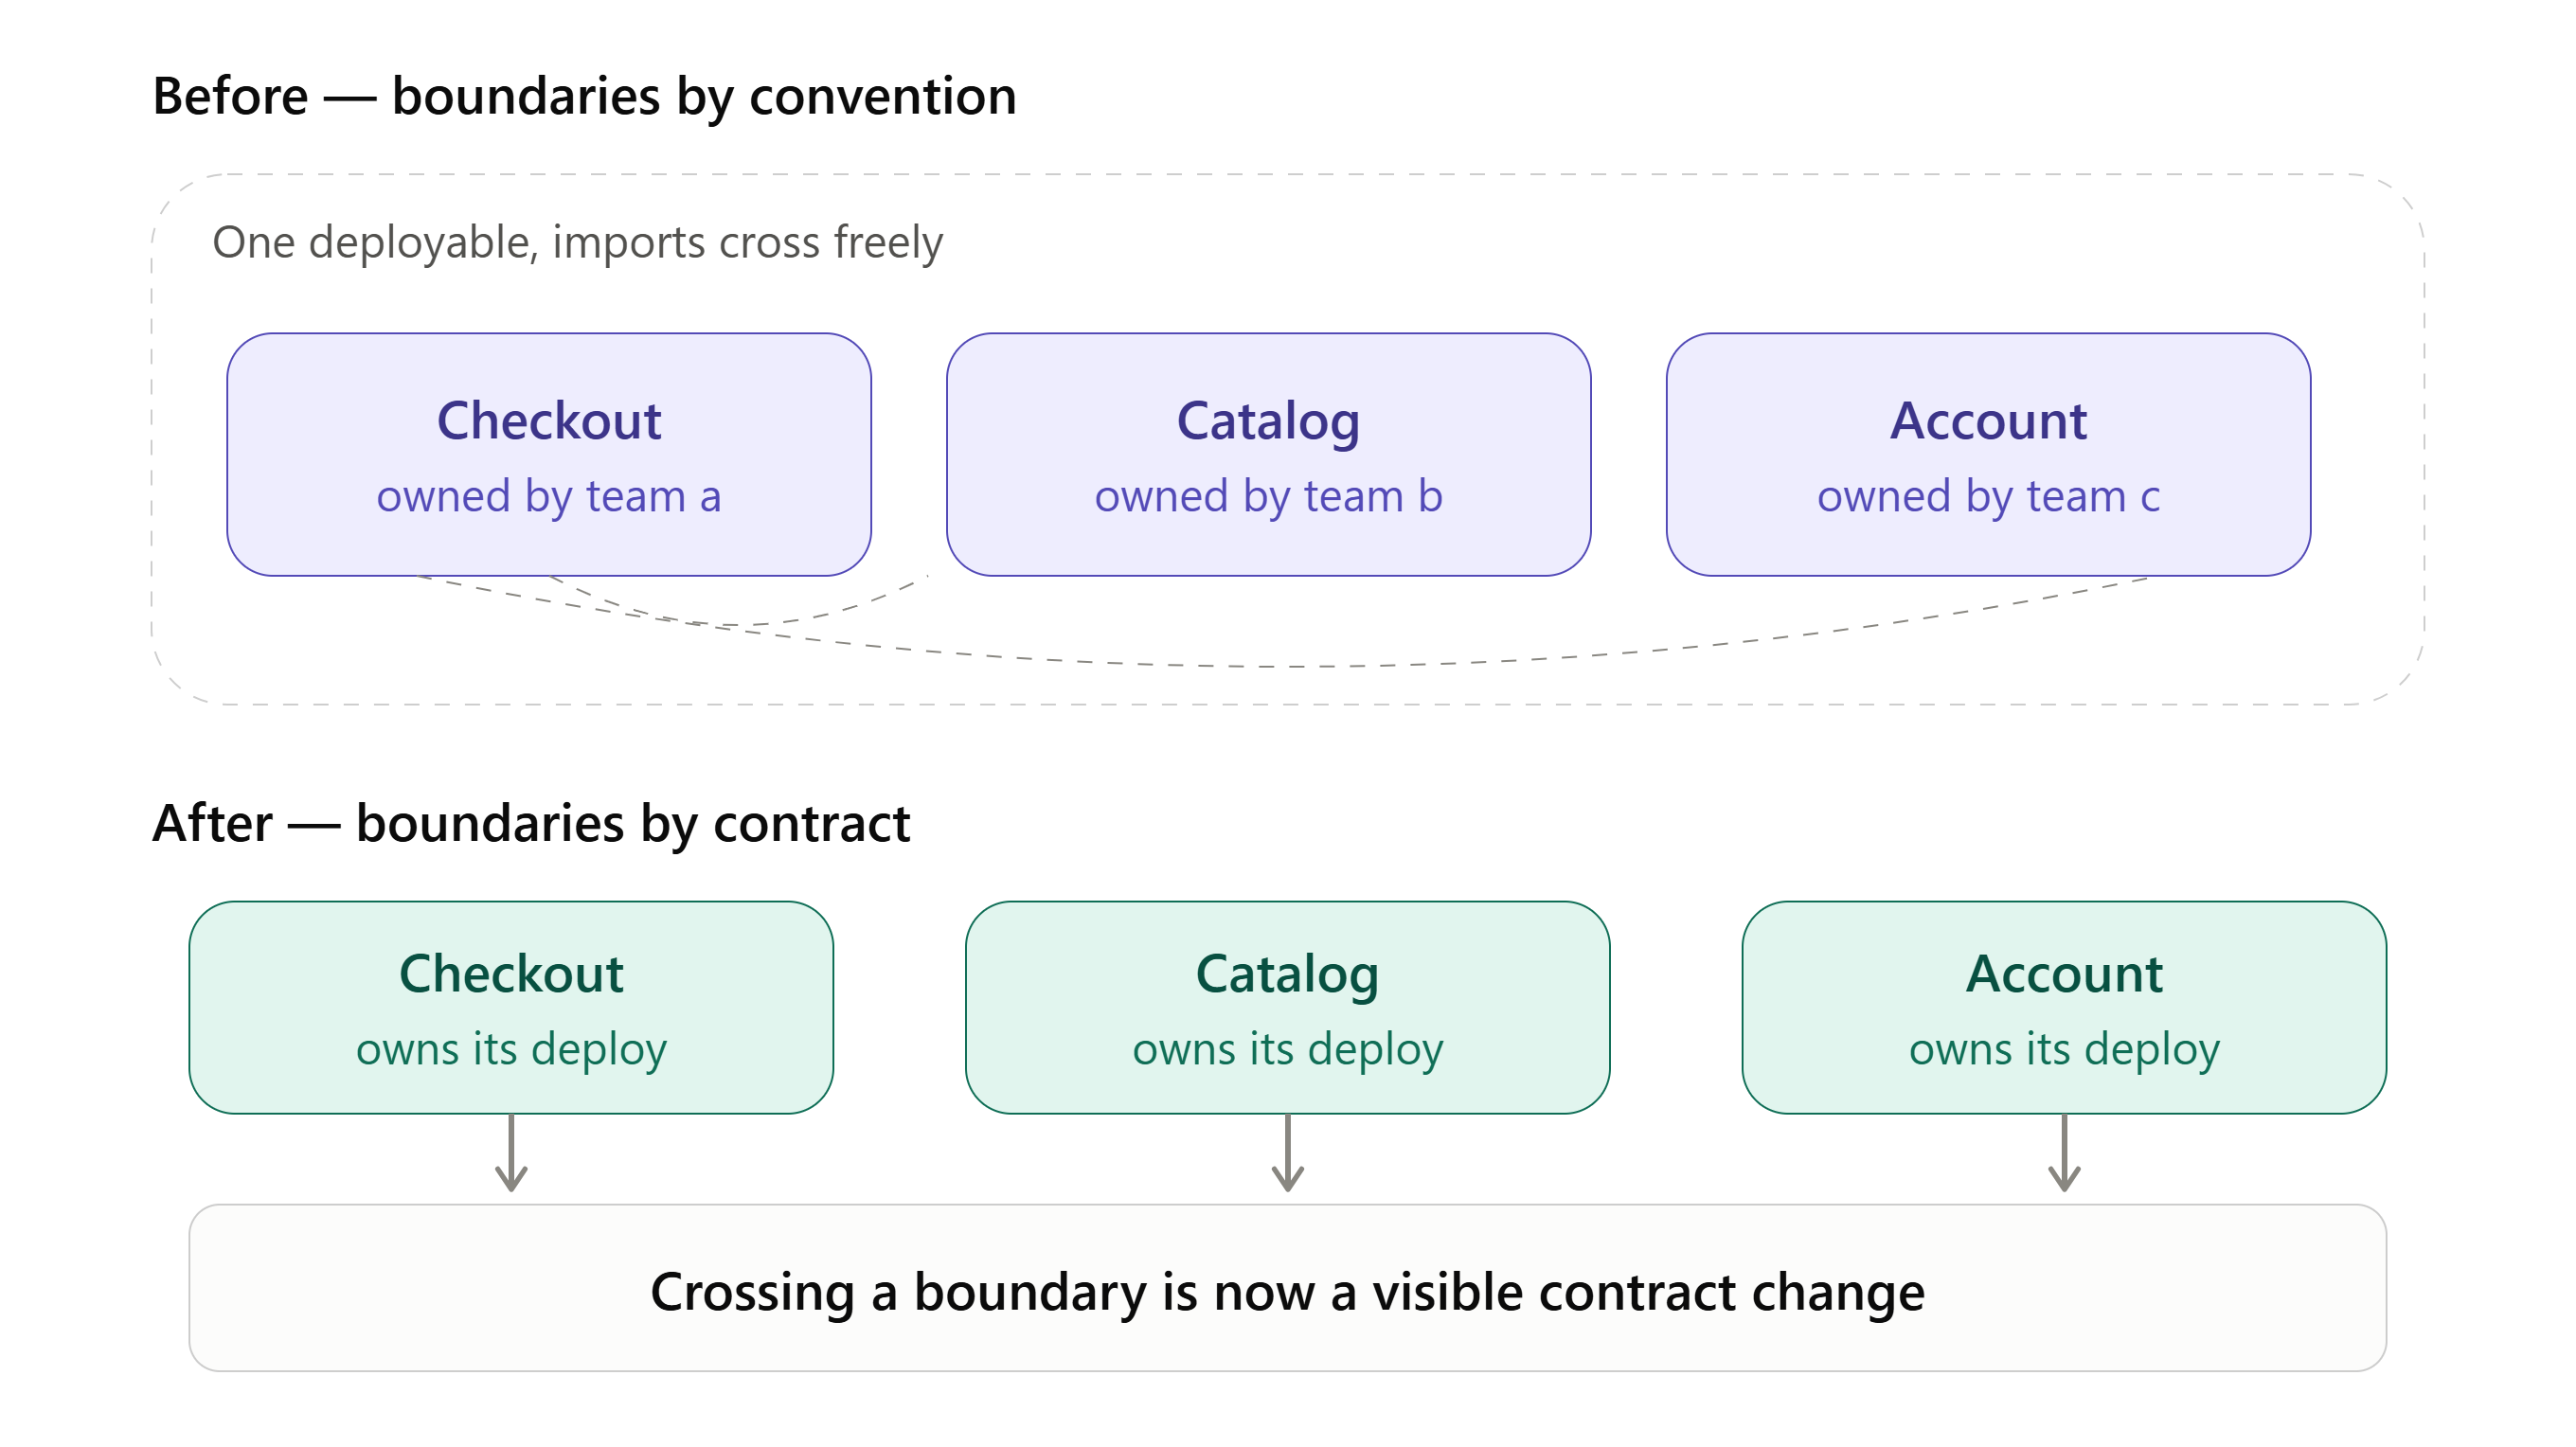 Before — boundaries by convention
One deployable, imports cross freely
Checkout
owned by team a
Catalog
owned by team b
Account
owned by team c
After — boundaries by contract
Checkout
owns its deploy
Catalog
owns its deploy
Account
owns its deploy
Crossing a boundary is now a visible contract change